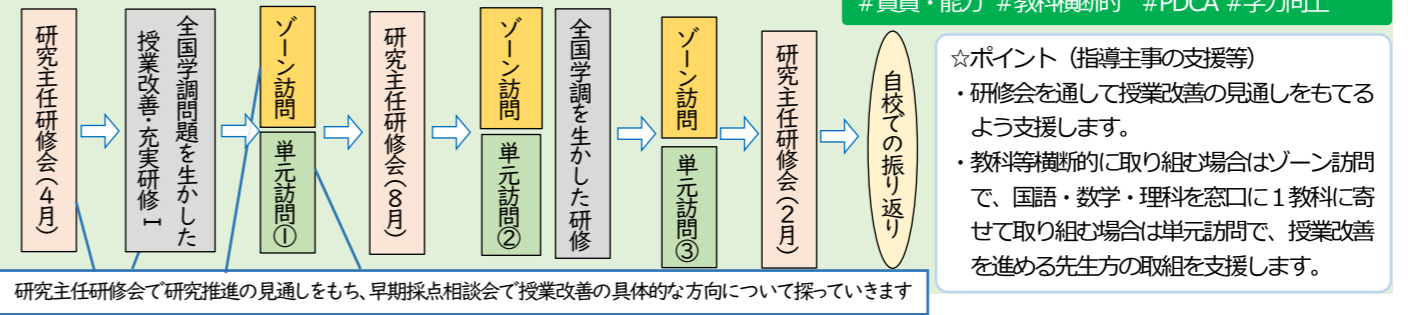 #資質・能力 #教科横断的 #PDCA #学力向上
研究主任研修会(4月)
全国学調問題を生かした
授業改善・充実研修Ⅰ
ゾーン訪問
単元訪問①
研究主任研修会(8月)
ゾーン訪問
単元訪問②
全国学調を生かした研修
ゾーン訪問
単元訪問③
研究主任研修会(2月)
自校での振り返り
☆ポイント(指導主事の支援等)
・研修会を通して授業改善の見通しをもてる
よう支援します。
・教科等横断的に取り組む場合はゾーン訪問
で、国語・数学・理科を窓口に1教科に寄
せて取り組む場合は単元訪問で、授業改善
を進める先生方の取組を支援します。
研究主任研修会で研究推進の見通しをもち、早期採点相談会で授業改善の具体的な方向について探っていきます